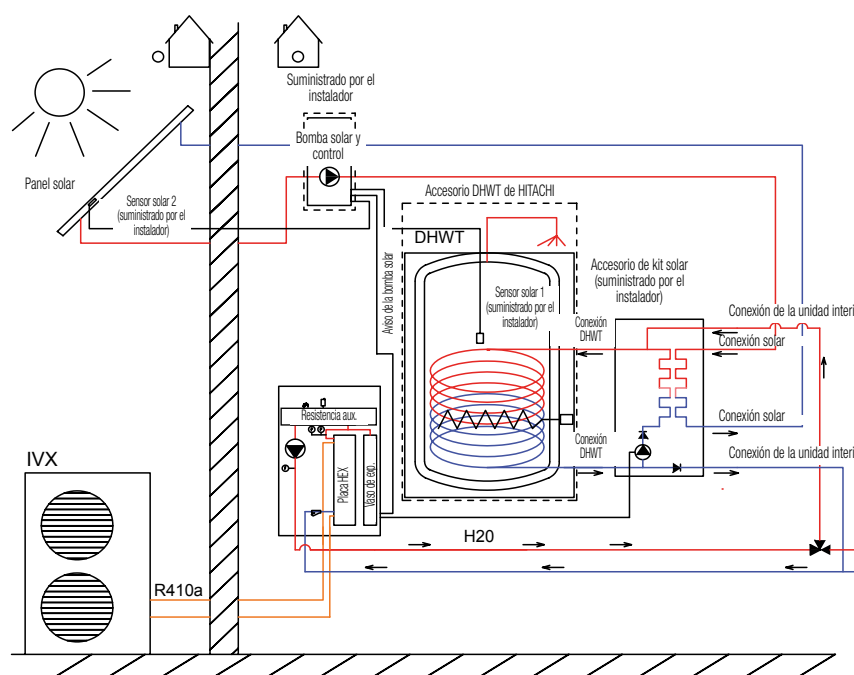 Suministrado por el
instalador
Bomba solar y
control
Panel solar
Sensor solar 2
(suministrado por el
instalador)
Accesorio DHWT de HITACHI
DHWT
Aviso de la bomba solar
Sensor solar 1
(suministrado por el
instalador)
Accesorio de kit solar
(suministrado por el
instalador)
Conexión
DHWT
Conexión de la unidad interi
Conexión solar
Conexión solar
Conexión
DHWT
Conexión de la unidad interi
Resistencia aux.
Placa HEX
Vaso de exp.
IVX
R410a
H20